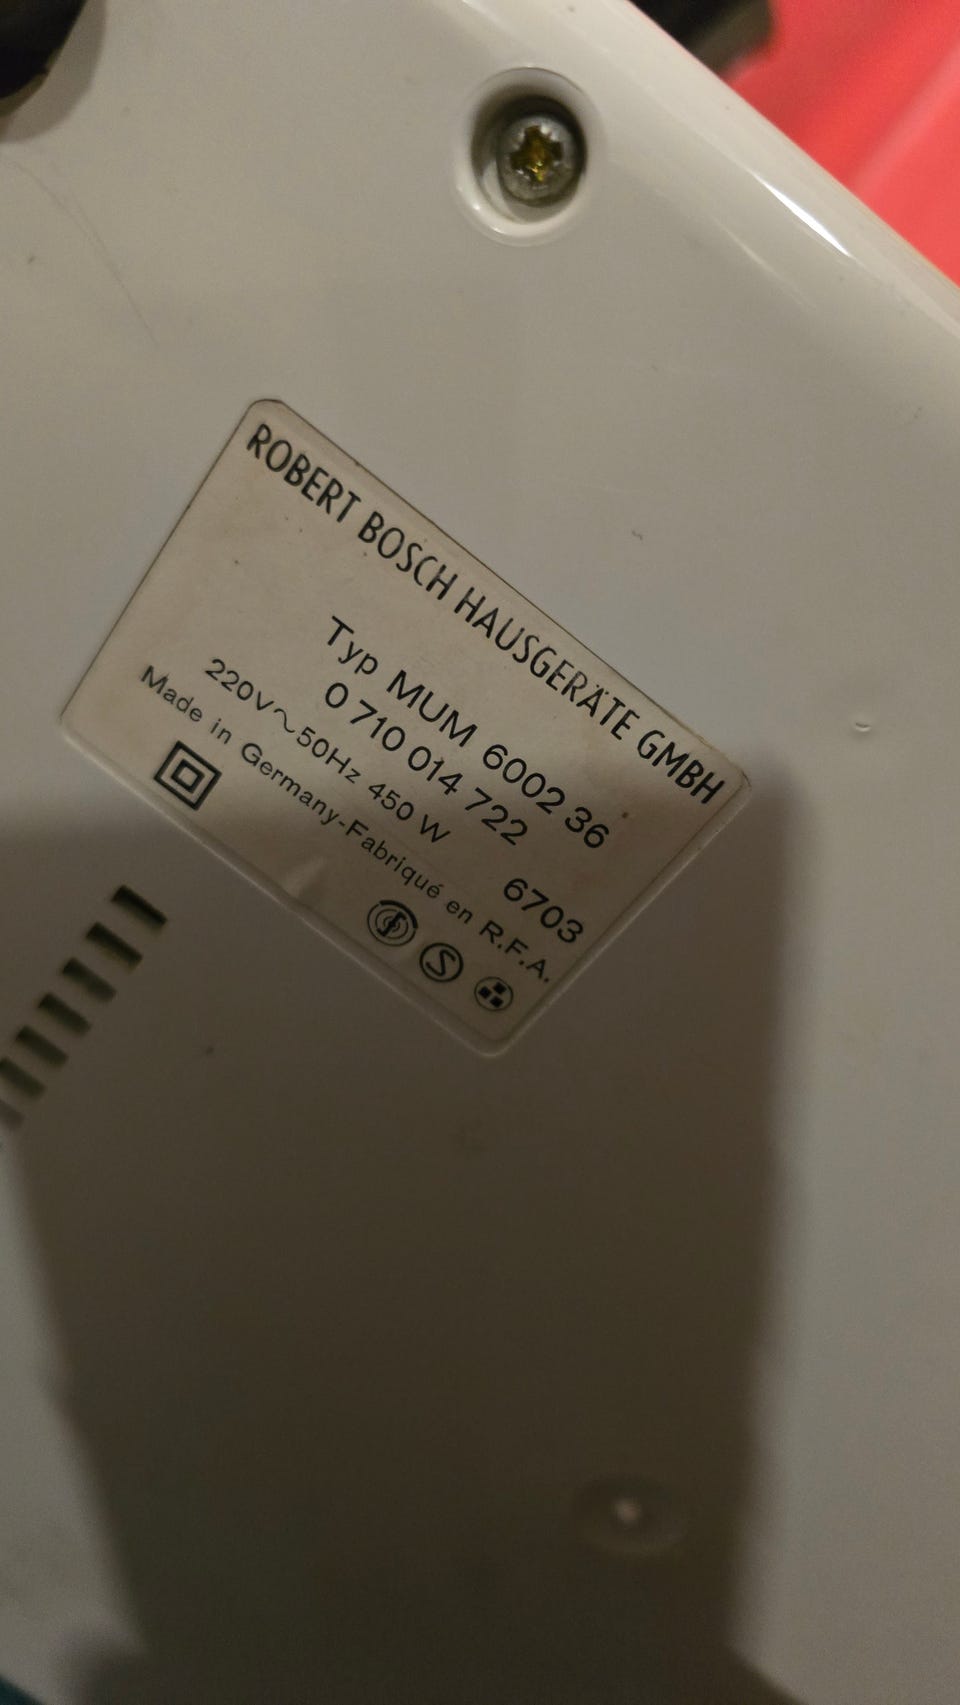 ROBERT BOSCH HAUSGERÄTE GMBH
Typ MUM 6002 36
0 710 014 722
220V~50Hz 450 W 6703
Made in Germany-Fabriqué en R.F.A.
S